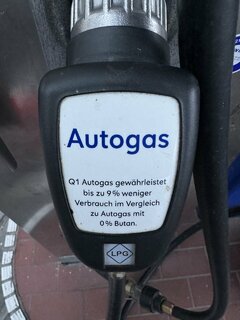 Autogas
Q1 Autogas gewährleistet
bis zu 9 % weniger
Verbrauch im Vergleich
zu Autogas mit
0 % Butan.
LPG